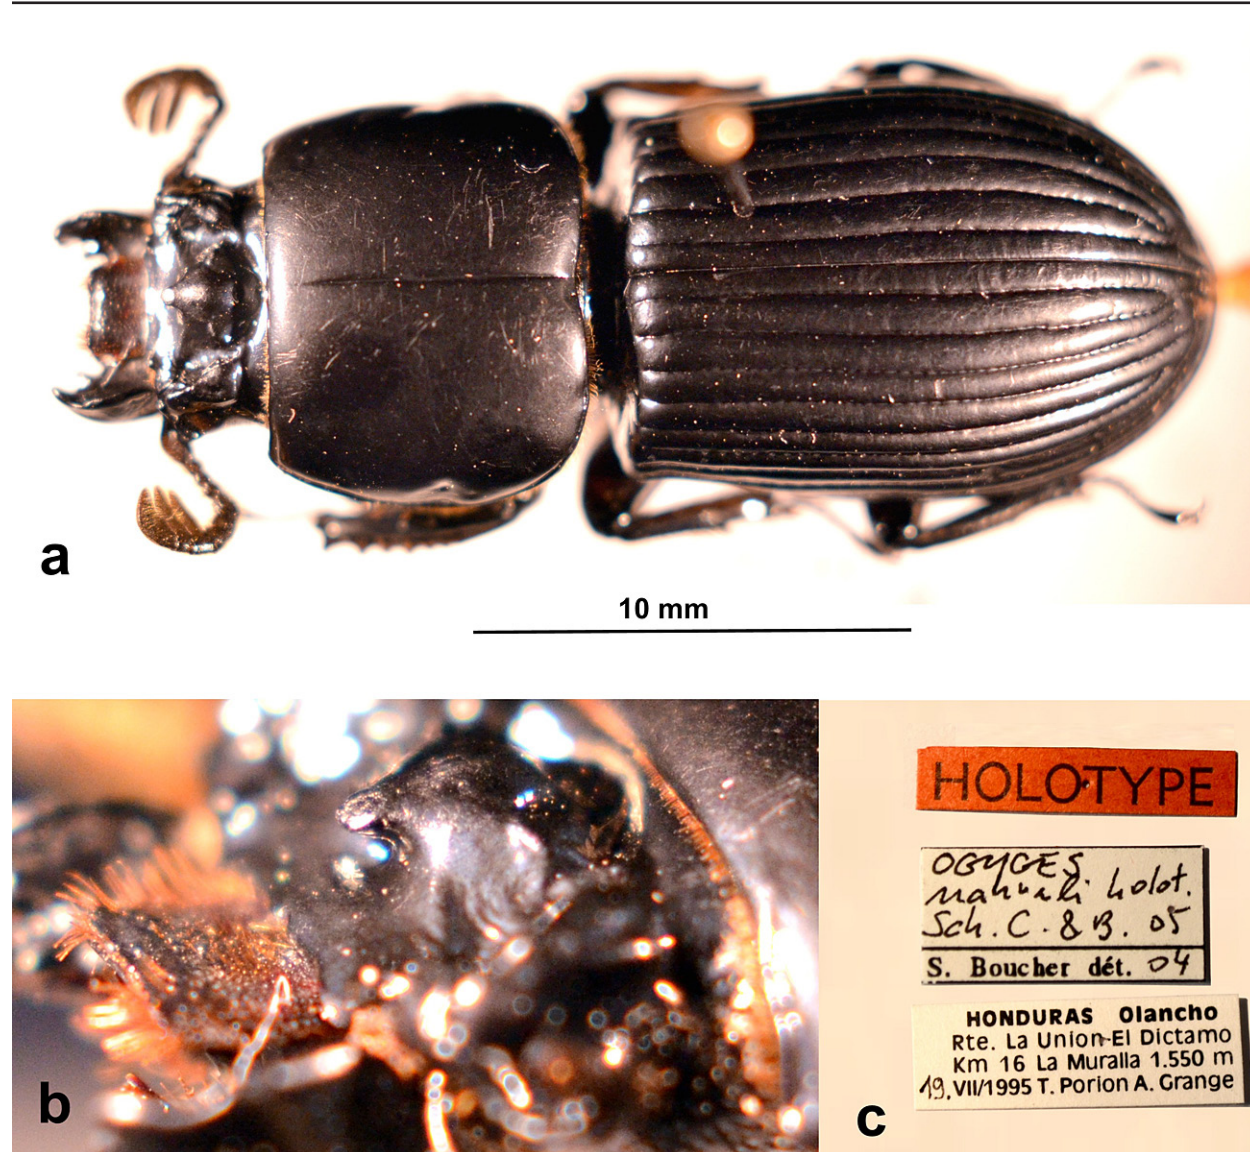 a
10 mm
b
HOLOTYPE
OGYGES
nahuali holot.
Sch. C. & B. 05
S. Boucher dét. 04
HONDURAS Olancho
Rte. La Union-El Dictamo
Km 16 La Muralla 1.550 m
19. VII/1995 T. Porion A. Grange
c